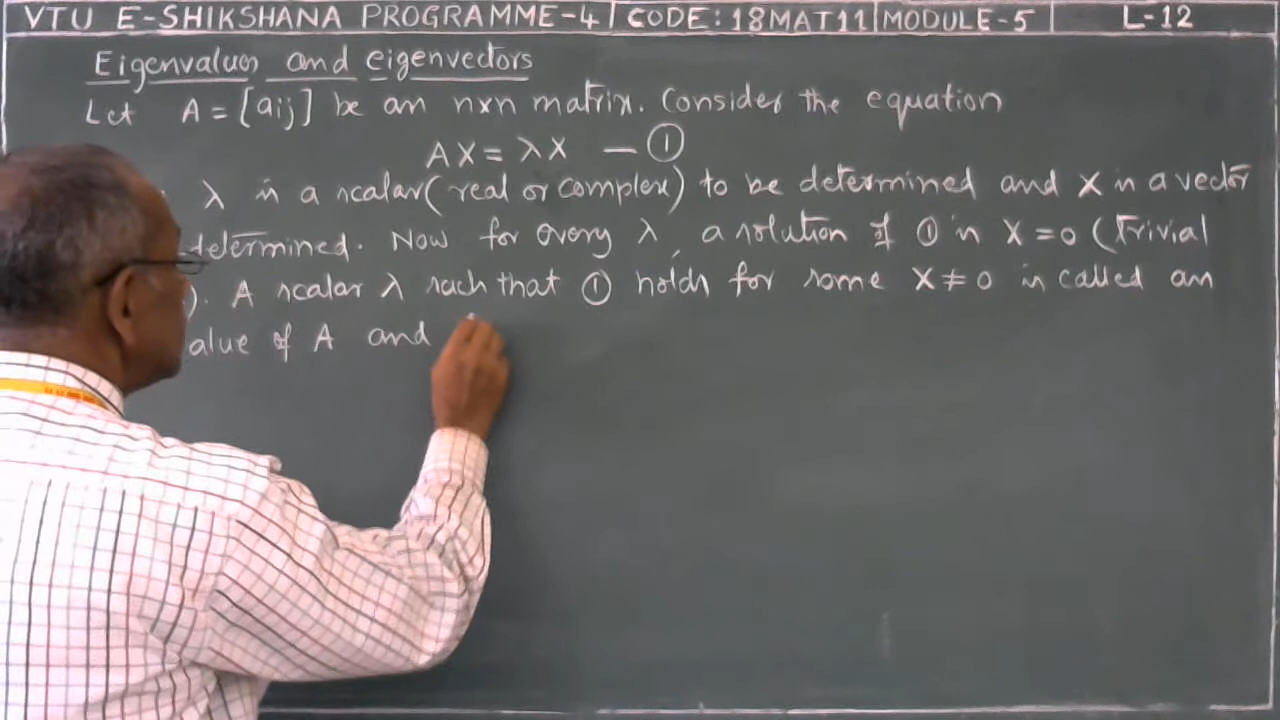 VTU E-SHIKSHANA PROGRAMME-4 | CODE: 18MAT11 | MODULE-5 | L-12
Eigenvalues and eigenvectors
Let A = [aij] be an n×n matrix. Consider the equation
AX = λX — ①
λ is a scalar (real or complex) to be determined and X is a vector
determined. Now for every λ, a solution of ① is X = 0 (Trivial
). A scalar λ such that ① holds for some X ≠ 0 is called an
alue of A and